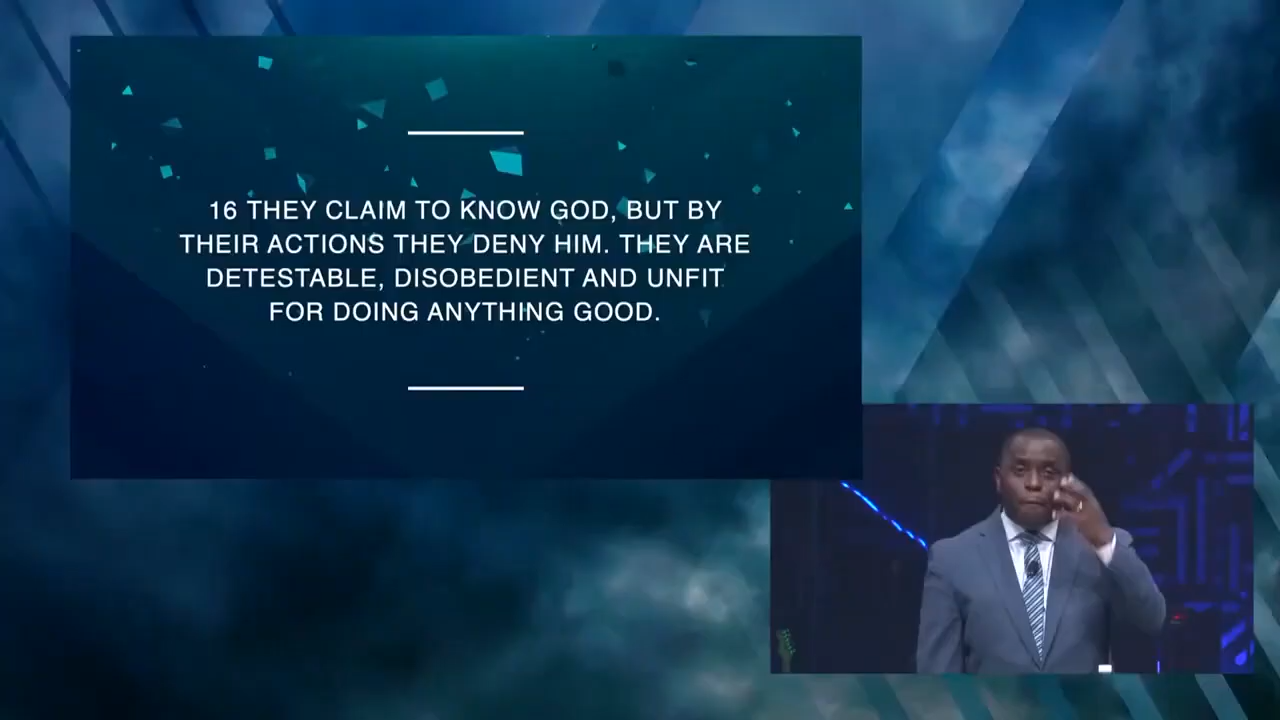 16 THEY CLAIM TO KNOW GOD, BUT BY
THEIR ACTIONS THEY DENY HIM. THEY ARE
DETESTABLE, DISOBEDIENT AND UNFIT
FOR DOING ANYTHING GOOD.